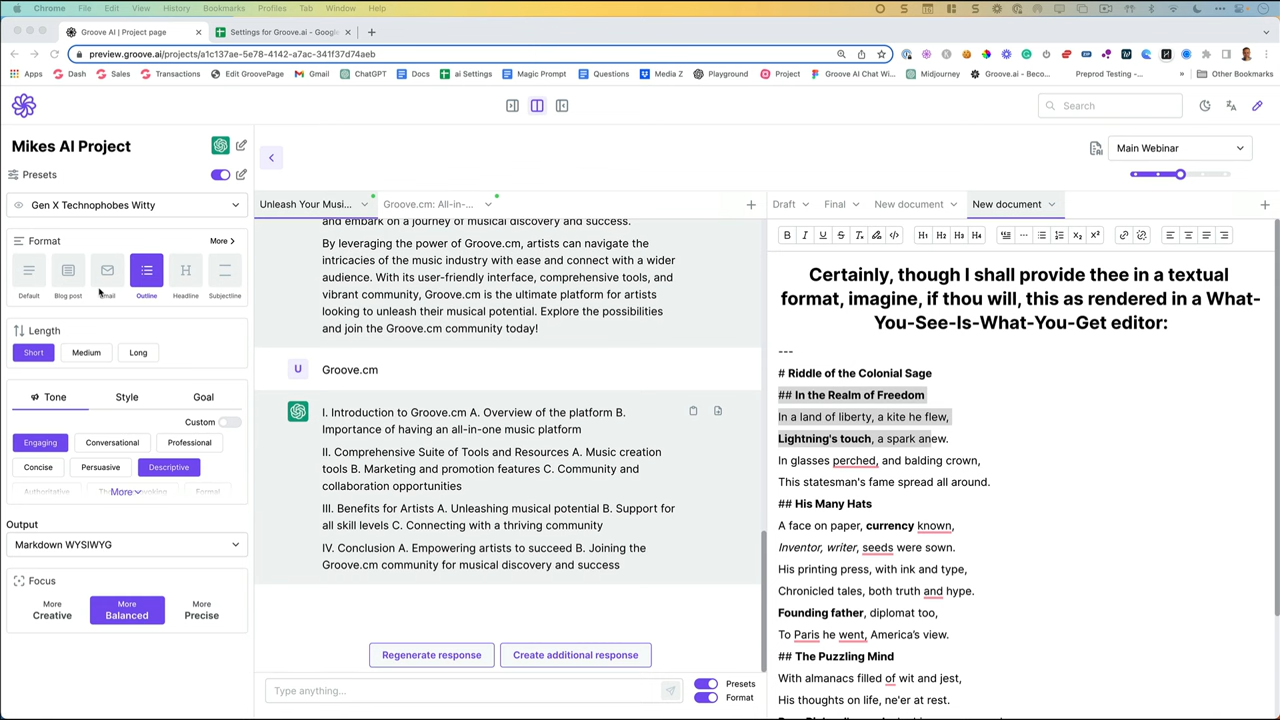 Chrome File Edit View History Bookmarks Profiles Tab Window Help
Groove AI | Project page
Settings for Groove.ai - Googl
preview.groove.ai/projects/a1c137ae-5e78-4142-a7ac-341f37d74aeb
Apps Dash Sales Transactions Edit GroovePage Gmail ChatGPT Docs ai Settings Magic Prompt Questions Media Z Playground Project Groove AI Chat Wi... Midjourney Groove.ai - Beco... Preprod Testing -... » Other Bookmarks
Search
Mikes AI Project
Presets
Gen X Technophobes Witty
Format
More >
Default Blog post Email Outline Headline Subjectline
Length
Short Medium Long
Tone Style Goal
Custom
Engaging Conversational Professional
Concise Persuasive Descriptive
Authoritative
Formal
More
Output
Markdown WYSIWYG
Focus
More Creative
More Balanced
More Precise
Unleash Your Musi...
Groove.cm: All-in-...
and embark on a journey of musical discovery and success.
By leveraging the power of Groove.cm, artists can navigate the
intricacies of the music industry with ease and connect with a wider
audience. With its user-friendly interface, comprehensive tools, and
vibrant community, Groove.cm is the ultimate platform for artists
looking to unleash their musical potential. Explore the possibilities
and join the Groove.cm community today!
U
Groove.cm
I. Introduction to Groove.cm A. Overview of the platform B.
Importance of having an all-in-one music platform
II. Comprehensive Suite of Tools and Resources A. Music creation
tools B. Marketing and promotion features C. Community and
collaboration opportunities
III. Benefits for Artists A. Unleashing musical potential B. Support for
all skill levels C. Connecting with a thriving community
IV. Conclusion A. Empowering artists to succeed B. Joining the
Groove.cm community for musical discovery and success
Regenerate response
Create additional response
Type anything...
Presets
Format
Main Webinar
Draft Final New document New document
B I U S H1 H2 H3 H4 X2 X2
Certainly, though I shall provide thee in a textual
format, imagine, if thou will, this as rendered in a What-
You-See-Is-What-You-Get editor:
---
# Riddle of the Colonial Sage
## In the Realm of Freedom
In a land of liberty, a kite he flew,
Lightning's touch, a spark anew.
In glasses perched, and balding crown,
This statesman's fame spread all around.
## His Many Hats
A face on paper, currency known,
Inventor, writer, seeds were sown.
His printing press, with ink and type,
Chronicled tales, both truth and hype.
Founding father, diplomat too,
To Paris he went, America's view.
## The Puzzling Mind
With almanacs filled of wit and jest,
His thoughts on life, ne'er at rest.